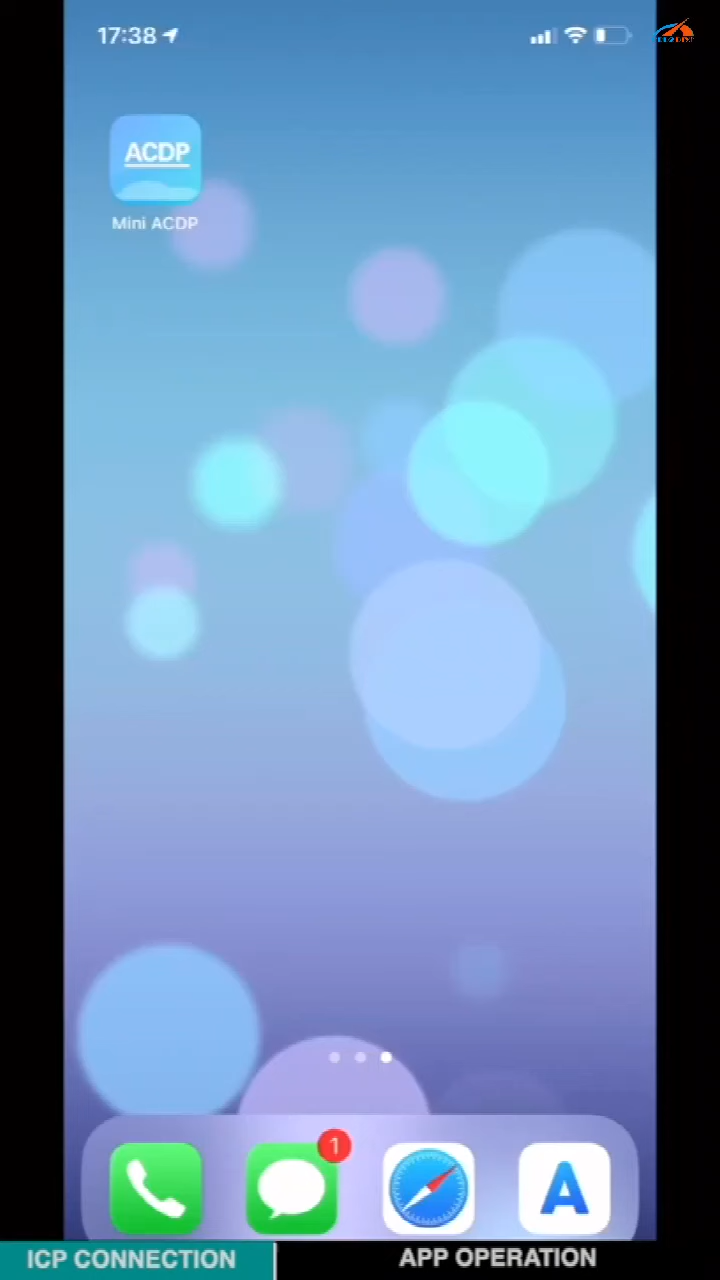 17:38
ACDP
Mini ACDP
1
A
ICP CONNECTION
APP OPERATION